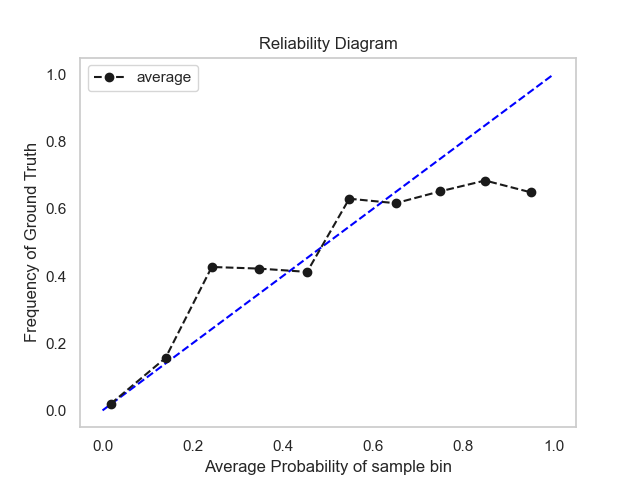 Reliability Diagram
average
Frequency of Ground Truth
1.0
0.8
0.6
0.4
0.2
0.0
0.0 0.2 0.4 0.6 0.8 1.0
Average Probability of sample bin